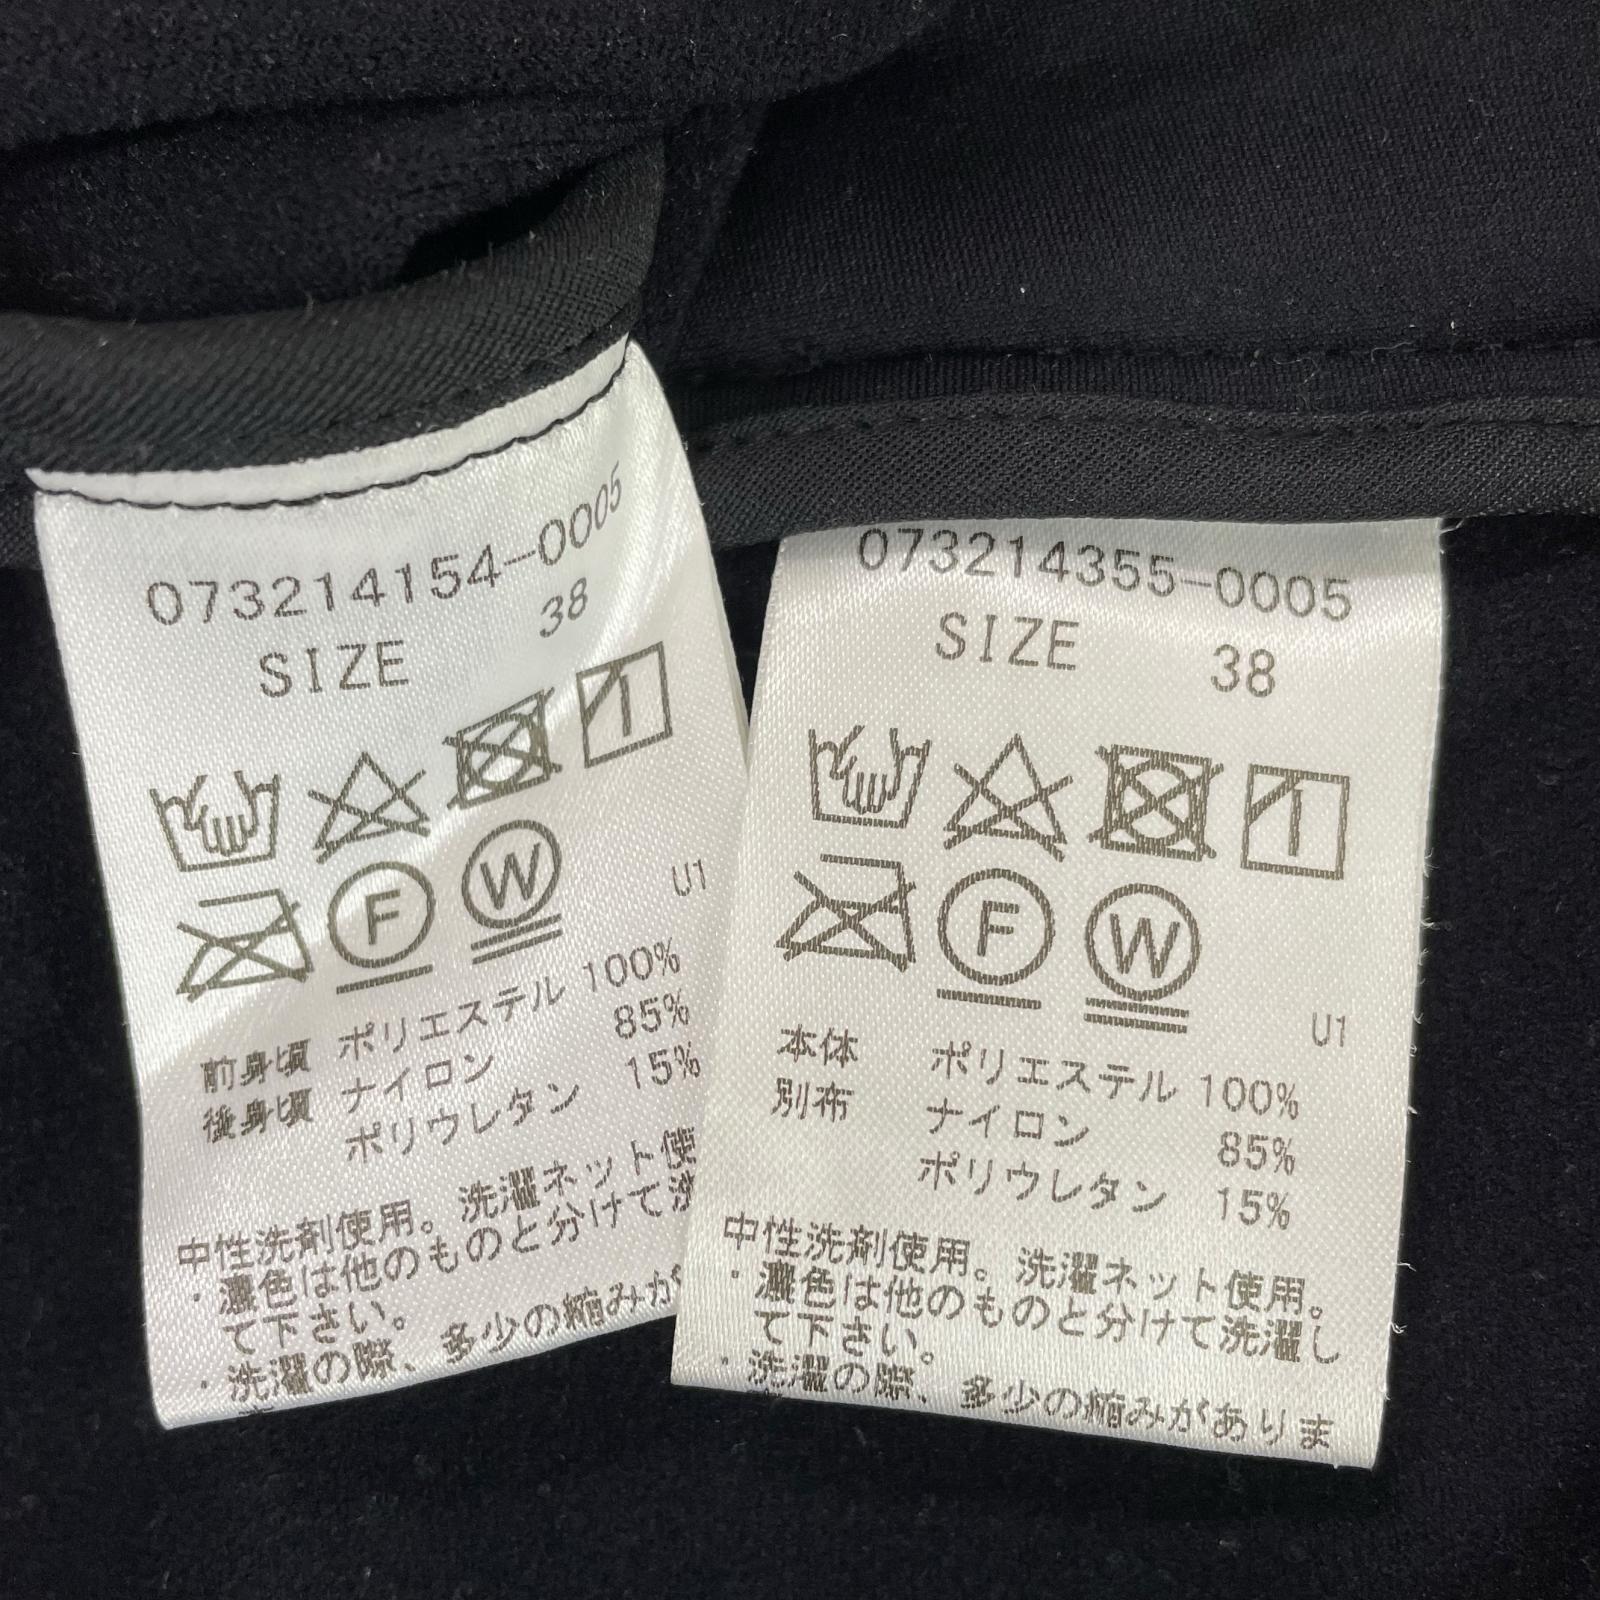 073214154-0005
SIZE 38
F W
U1
前身頃 ポリエステル 100%
後身頃 ナイロン 85%
ポリウレタン 15%
中性洗剤使用。洗濯ネット使
・濃色は他のものと分けて洗
て下さい。
・洗濯の際、多少の縮みが
073214355-0005
SIZE 38
F W
U1
本体 ポリエステル 100%
別布 ナイロン 85%
ポリウレタン 15%
中性洗剤使用。洗濯ネット使用。
・濃色は他のものと分けて洗濯し
て下さい。
・洗濯の際、多少の縮みがありま